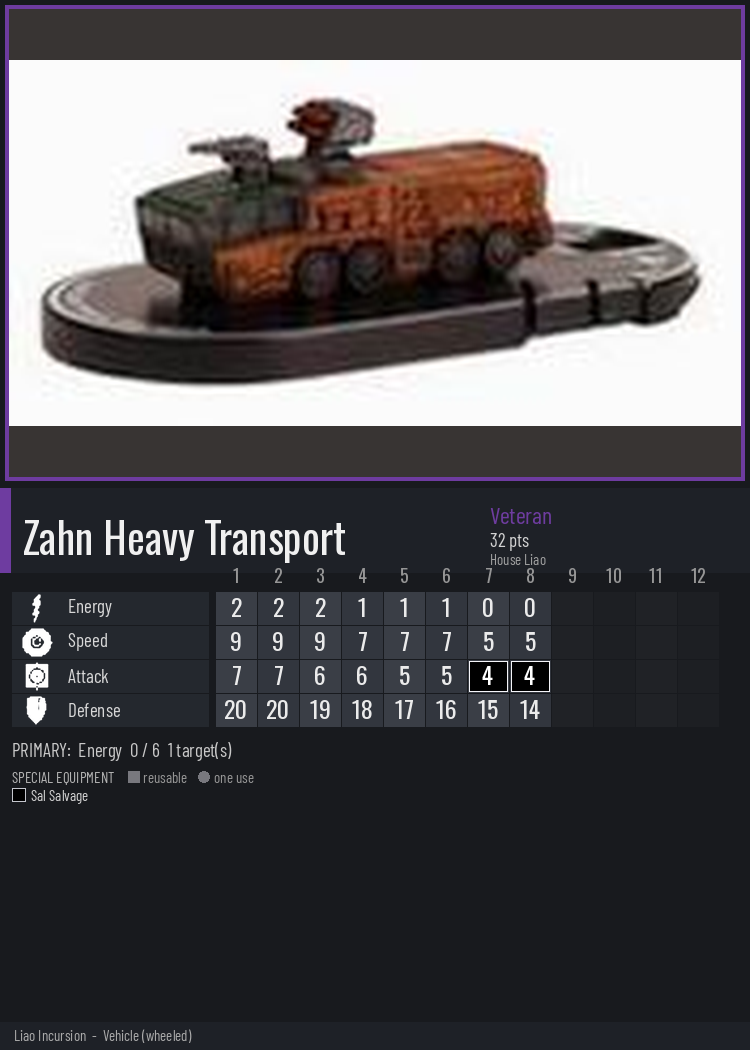 Zahn Heavy Transport
Veteran
32 pts
House Liao
1 2 3 4 5 6 7 8 9 10 11 12
Energy 2 2 2 1 1 1 0 0
Speed 9 9 9 7 7 7 5 5
Attack 7 7 6 6 5 5 4 4
Defense 20 20 19 18 17 16 15 14
PRIMARY: Energy 0 / 6 1 target(s)
SPECIAL EQUIPMENT reusable one use
Sal Salvage
Liao Incursion - Vehicle (wheeled)